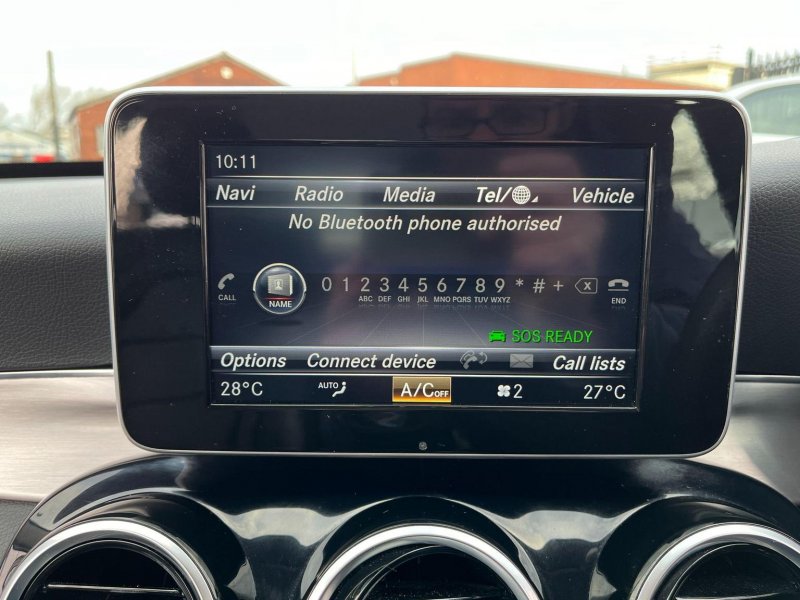 10:11
Navi Radio Media Tel/ Vehicle
No Bluetooth phone authorised
CALL NAME 0 1 2 3 4 5 6 7 8 9 * # + X END
ABC DEF GHI JKL MNO PQRS TUV WXYZ
SOS READY
Options Connect device Call lists
28°C AUTO A/C OFF 2 27°C